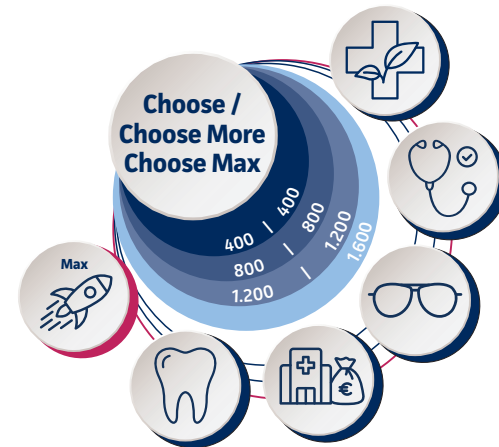 Choose /
Choose More
Choose Max
400 | 400
800 | 800
1.200 | 1.200
1.600
Max
€